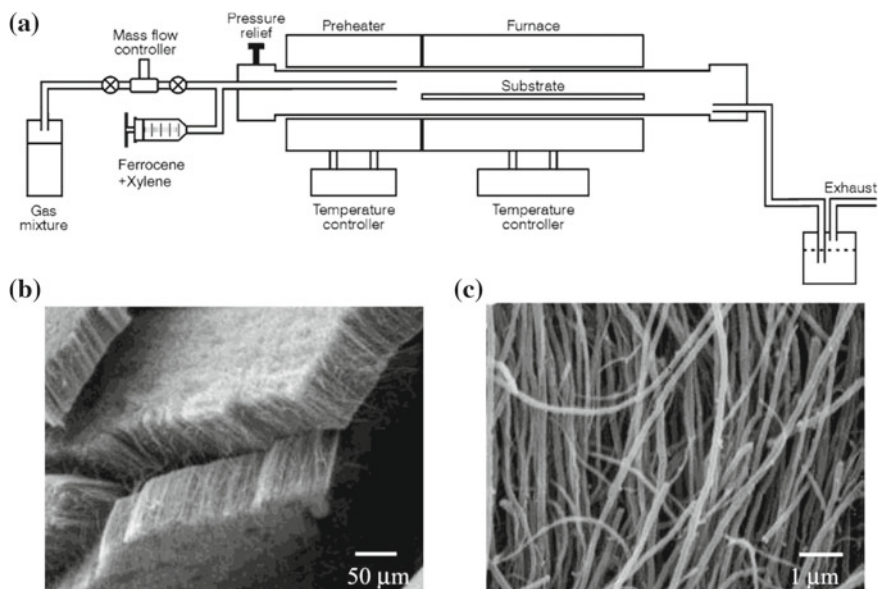 (a)
Pressure
relief
Preheater
Furnace
Mass flow
controller
Substrate
Ferrocene
+Xylene
Gas
mixture
Temperature
controller
Temperature
controller
Exhaust
(b)
50 μm
(c)
1 μm